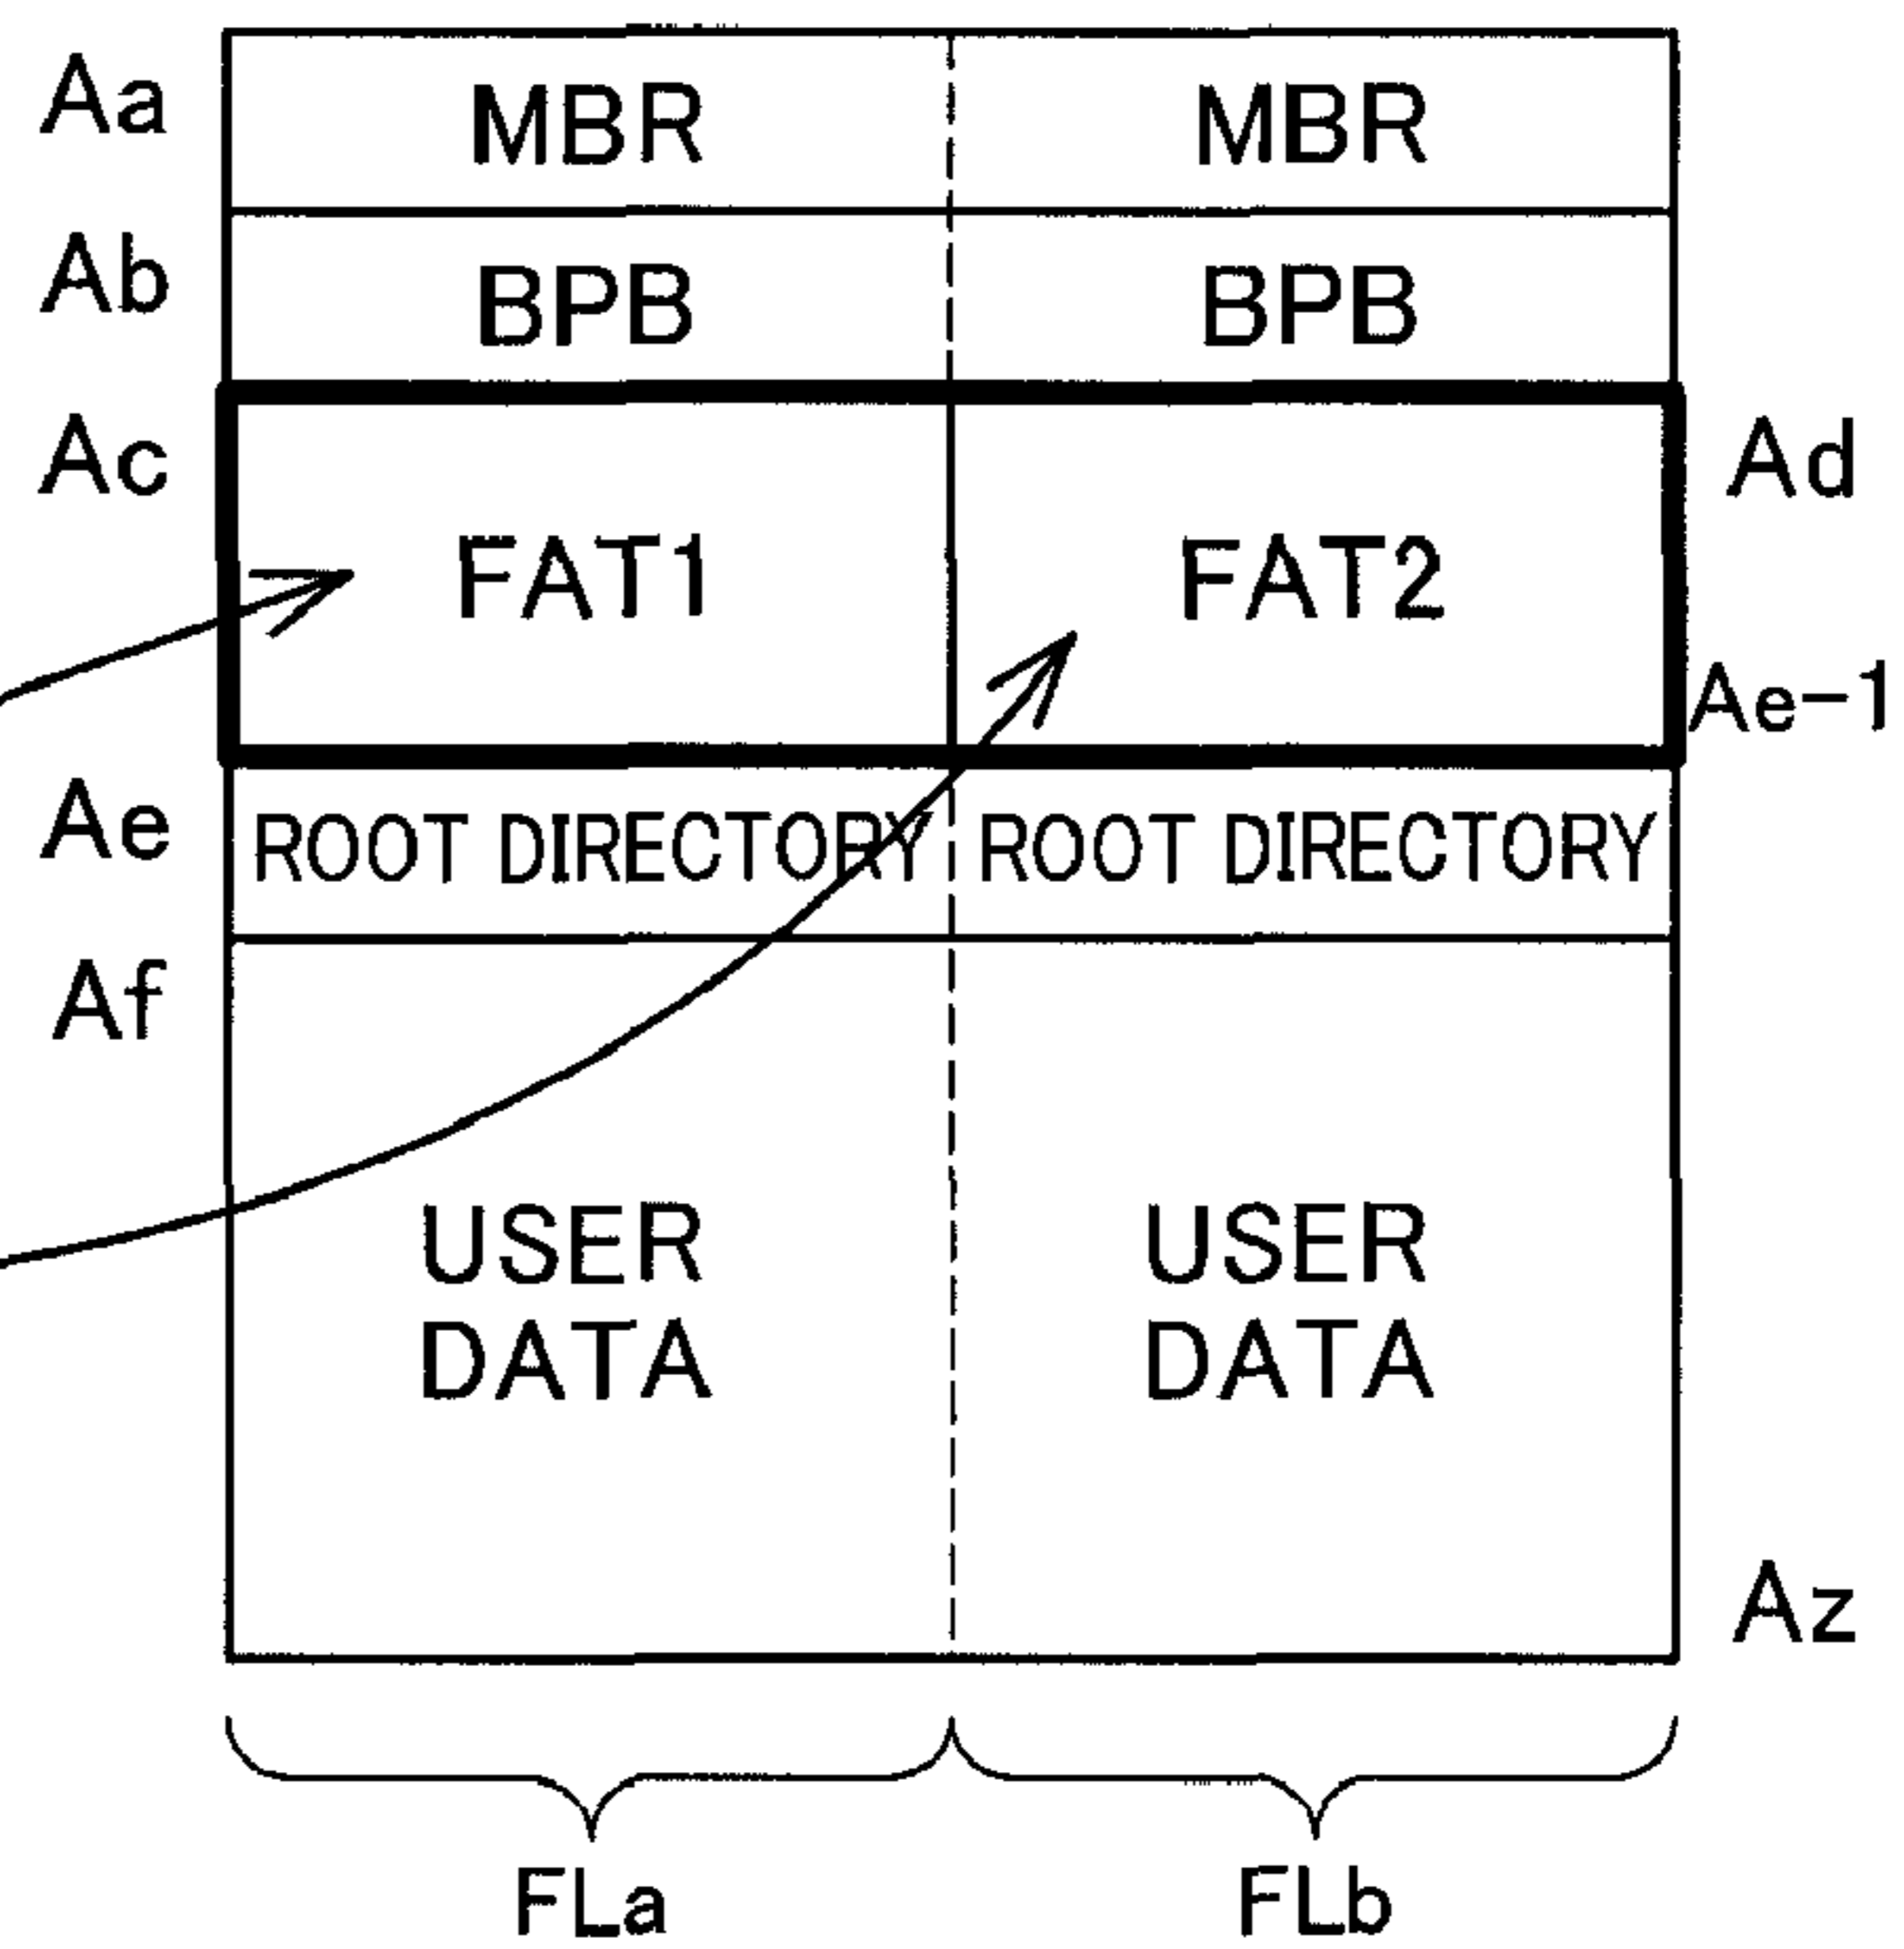 Aa MBR MBR
Ab BPB BPB
Ac Ad
FAT1 FAT2
Ae-1
Ae ROOT DIRECTORY ROOT DIRECTORY
Af
USER USER
DATA DATA
Az
FLa FLb